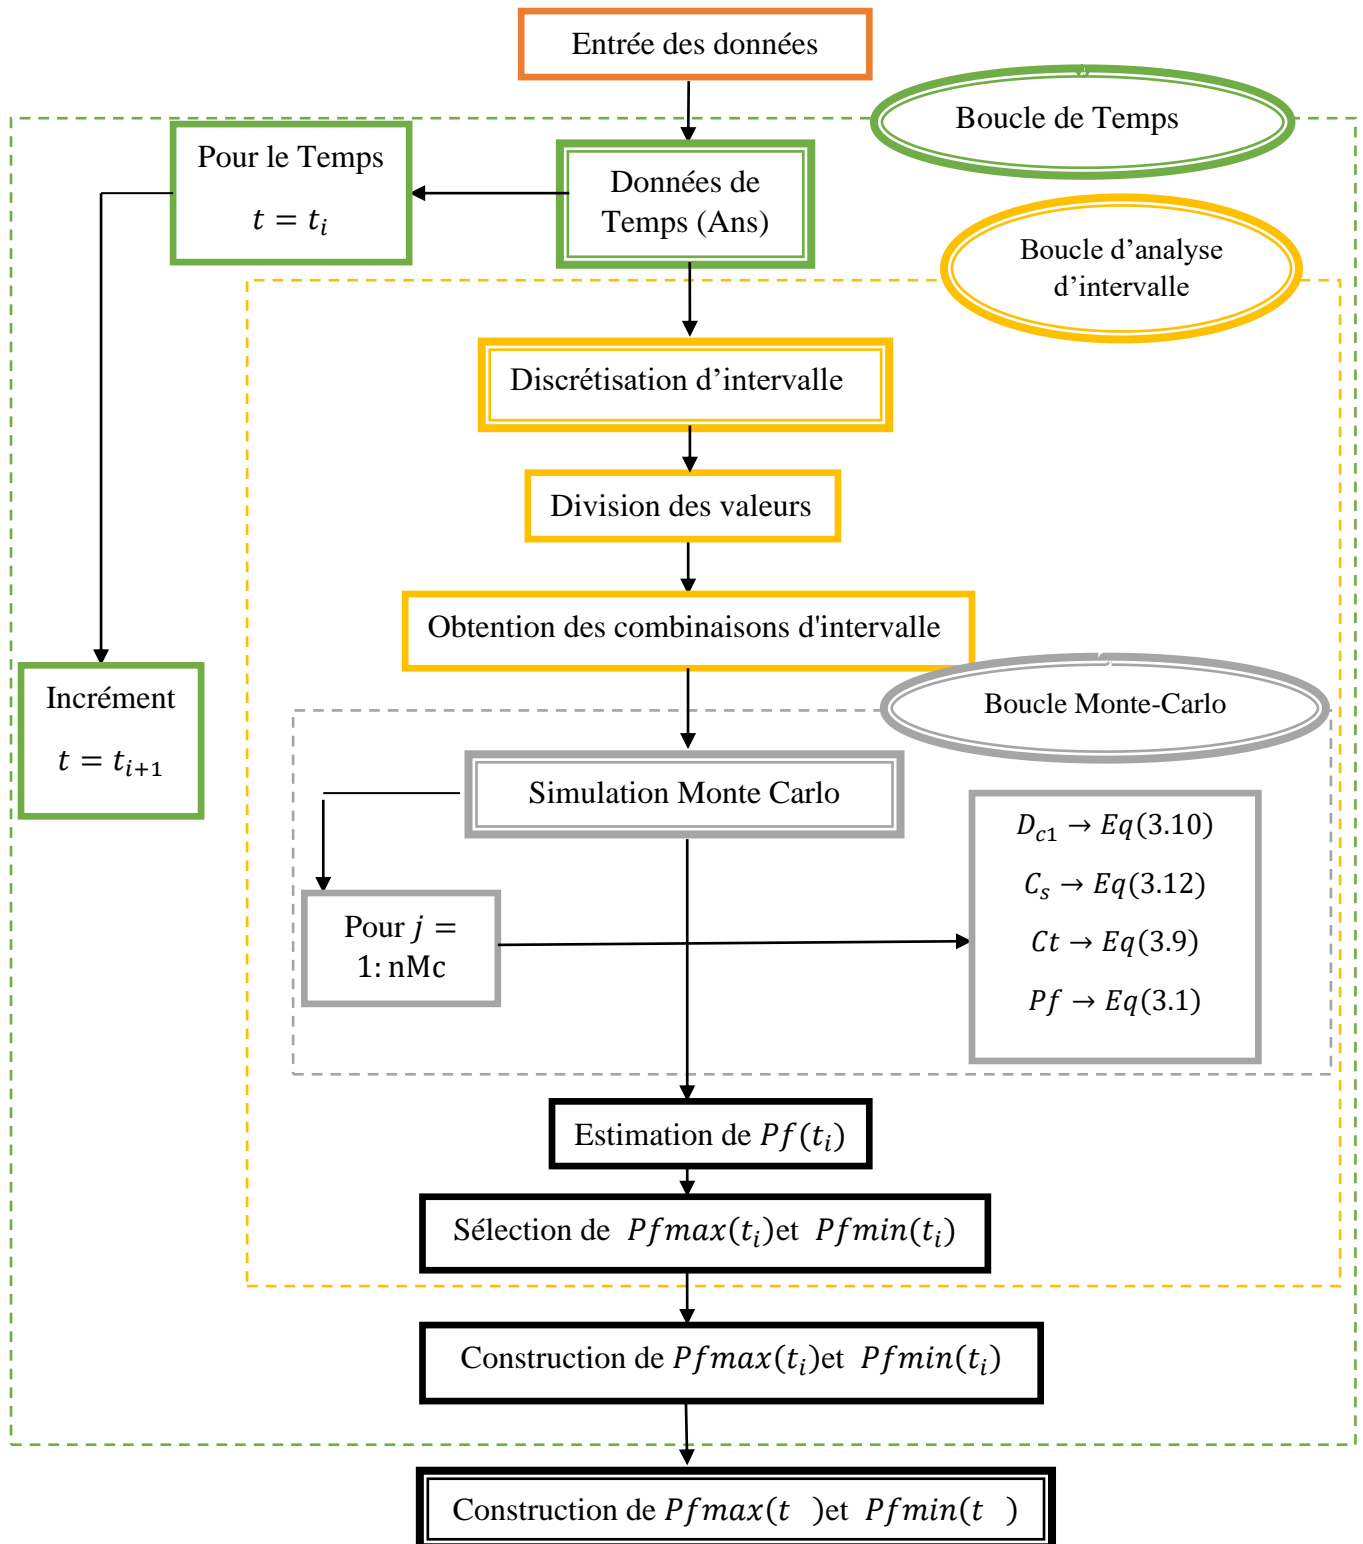 Entrée des données
Boucle de Temps
Pour le Temps
t = t_i
Données de
Temps (Ans)
Boucle d’analyse
d’intervalle
Discrétisation d’intervalle
Division des valeurs
Obtention des combinaisons d'intervalle
Incrément
t = t_{i+1}
Boucle Monte-Carlo
Simulation Monte Carlo
Pour j =
1: nMc
D_{c1} → Eq(3.10)
C_s → Eq(3.12)
Ct → Eq(3.9)
Pf → Eq(3.1)
Estimation de Pf(t_i)
Sélection de Pfmax(t_i)et Pfmin(t_i)
Construction de Pfmax(t_i)et Pfmin(t_i)
Construction de Pfmax(t )et Pfmin(t )